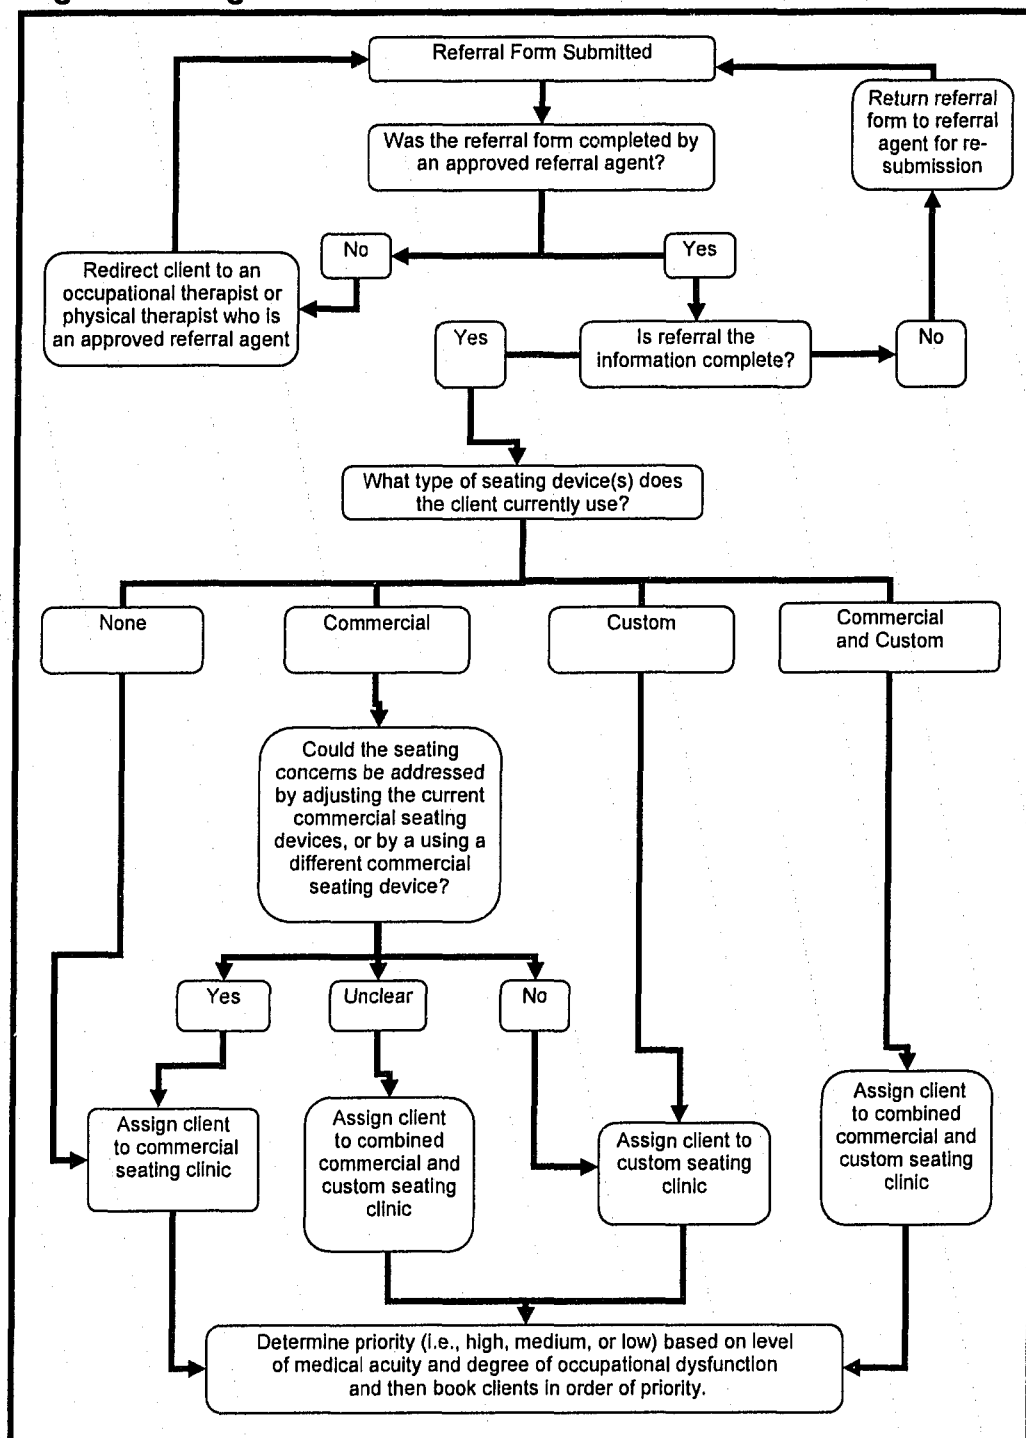 Referral Form Submitted
Return referral
form to referral
agent for re-
submission
Was the referral form completed by
an approved referral agent?
No
Yes
Redirect client to an
occupational therapist or
physical therapist who is
an approved referral agent
Yes
Is referral the
information complete?
No
What type of seating device(s) does
the client currently use?
None
Commercial
Custom
Commercial
and Custom
Could the seating
concerns be addressed
by adjusting the current
commercial seating
devices, or by a using a
different commercial
seating device?
Yes
Unclear
No
Assign client
to commercial
seating clinic
Assign client
to combined
commercial and
custom seating
clinic
Assign client to
custom seating
clinic
Assign client
to combined
commercial and
custom seating
clinic
Determine priority (i.e., high, medium, or low) based on level
of medical acuity and degree of occupational dysfunction
and then book clients in order of priority.